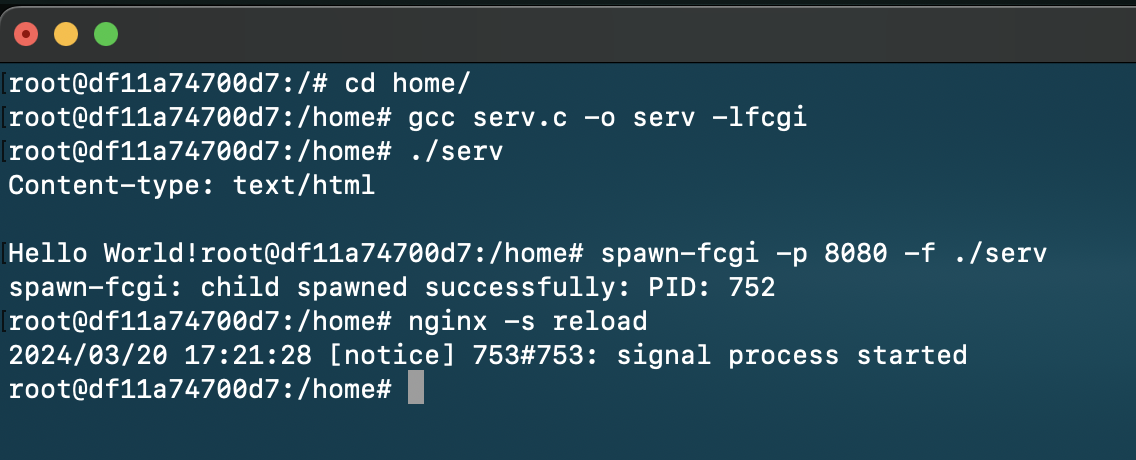 root@df11a74700d7:/# cd home/
root@df11a74700d7:/home# gcc serv.c -o serv -lfcgi
root@df11a74700d7:/home# ./serv
Content-type: text/html

Hello World!root@df11a74700d7:/home# spawn-fcgi -p 8080 -f ./serv
spawn-fcgi: child spawned successfully: PID: 752
root@df11a74700d7:/home# nginx -s reload
2024/03/20 17:21:28 [notice] 753#753: signal process started
root@df11a74700d7:/home#